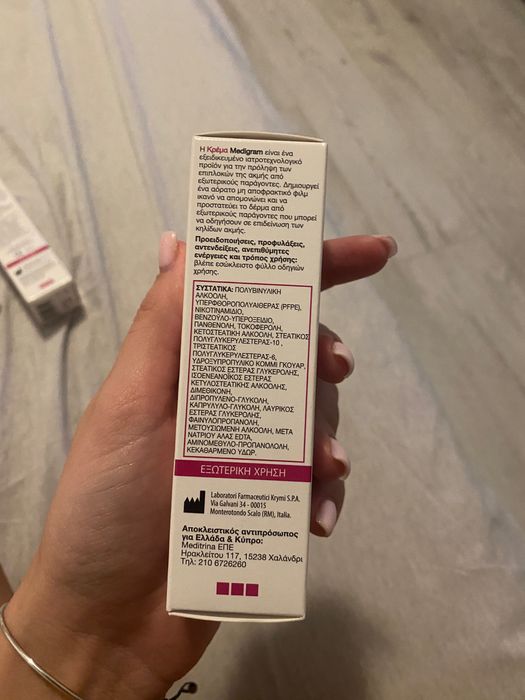 Η Κρέμα Medigram είναι ένα
εξειδικευμένο ιατροτεχνολογικό
προϊόν για την πρόληψη των
επιπλοκών της ακμής από
εξωτερικούς παράγοντες. Δημιουργεί
ένα αόρατο μη αποφρακτικό φιλμ
ικανό να απομονώνει και να
προστατεύει το δέρμα από
εξωτερικούς παράγοντες που μπορεί
να οδηγήσουν σε επιδείνωση των
κηλίδων ακμής.
Προειδοποιήσεις, προφυλάξεις,
αντενδείξεις, ανεπιθύμητες
ενέργειες και τρόπος χρήσης:
βλέπε εσώκλειστο φύλλο οδηγιών
χρήσης.
ΣΥΣΤΑΤΙΚΑ: ΠΟΛΥΒΙΝΥΛΙΚΗ
ΑΛΚΟΟΛΗ,
ΥΠΕΡΦΘΟΡΟΠΟΛΥΑΙΘΕΡΑΣ (PFPE),
ΝΙΚΟΤΙΝΑΜΙΔΙΟ,
ΒΕΝΖΟΫΛΟ-ΥΠΕΡΟΞΕΙΔΙΟ,
ΠΑΝΘΕΝΟΛΗ, ΤΟΚΟΦΕΡΟΛΗ,
ΚΕΤΟΣΤΕΑΤΙΚΗ ΑΛΚΟΟΛΗ, ΣΤΕΑΤΙΚΟΣ
ΠΟΛΥΓΛΥΚΕΡΥΛΕΣΤΕΡΑΣ-10 ,
ΤΡΙΣΤΕΑΤΙΚΟΣ
ΠΟΛΥΓΛΥΚΕΡΥΛΕΣΤΕΡΑΣ-6,
ΥΔΡΟΞΥΠΡΟΠΥΛΙΚΟ ΚΟΜΜΙ ΓΚΟΥΑΡ,
ΣΤΕΑΤΙΚΟΣ ΕΣΤΕΡΑΣ ΓΛΥΚΕΡΟΛΗΣ,
ΙΣΟΕΝΕΑΝΟΪΚΟΣ ΕΣΤΕΡΑΣ
ΚΕΤΥΛΟΣΤΕΑΤΙΚΗΣ ΑΛΚΟΟΛΗΣ,
ΔΙΜΕΘΙΚΟΝΗ,
ΔΙΠΡΟΠΥΛΕΝΟ-ΓΛΥΚΟΛΗ,
ΚΑΠΡΥΛΥΛΟ-ΓΛΥΚΟΛΗ, ΛΑΥΡΙΚΟΣ
ΕΣΤΕΡΑΣ ΓΛΥΚΕΡΟΛΗΣ,
ΦΑΙΝΥΛΟΠΡΟΠΑΝΟΛΗ,
ΜΕΤΟΥΣΙΩΜΕΝΗ ΑΛΚΟΟΛΗ, ΜΕΤΑ
ΝΑΤΡΙΟΥ ΑΛΑΣ EDTA,
ΑΜΙΝΟΜΕΘΥΛΟ-ΠΡΟΠΑΝΟΛΟΛΗ,
ΚΕΚΑΘΑΡΜΕΝΟ ΥΔΩΡ.
ΕΞΩΤΕΡΙΚΗ ΧΡΗΣΗ
Laboratori Farmaceutici Krymi S.P.A.
Via Galvani 34 - 00015
Monterotondo Scalo (RM), Italia.
Αποκλειστικός αντιπρόσωπος
για Ελλάδα & Κύπρο:
Meditrina ΕΠΕ
Ηρακλείτου 117, 15238 Χαλάνδρι
Τηλ: 210 6726260